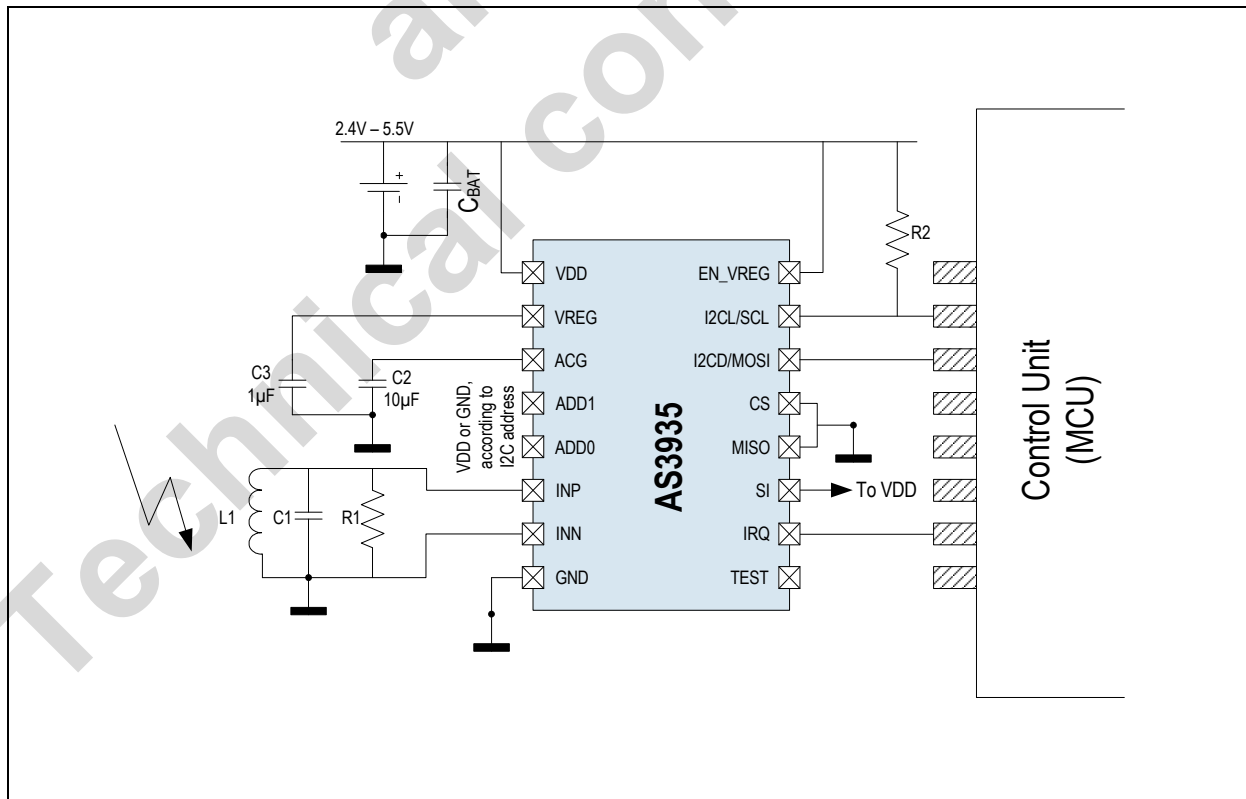 Technical con
a
2.4V – 5.5V
+
-
CBAT
R2
VDD
VREG
ACG
ADD1
ADD0
INP
INN
GND
EN_VREG
I2CL/SCL
I2CD/MOSI
CS
MISO
SI
IRQ
TEST
AS3935
C3
1µF
C2
10µF
VDD or GND,
according to
I2C address
L1
C1
R1
To VDD
Control Unit
(MCU)